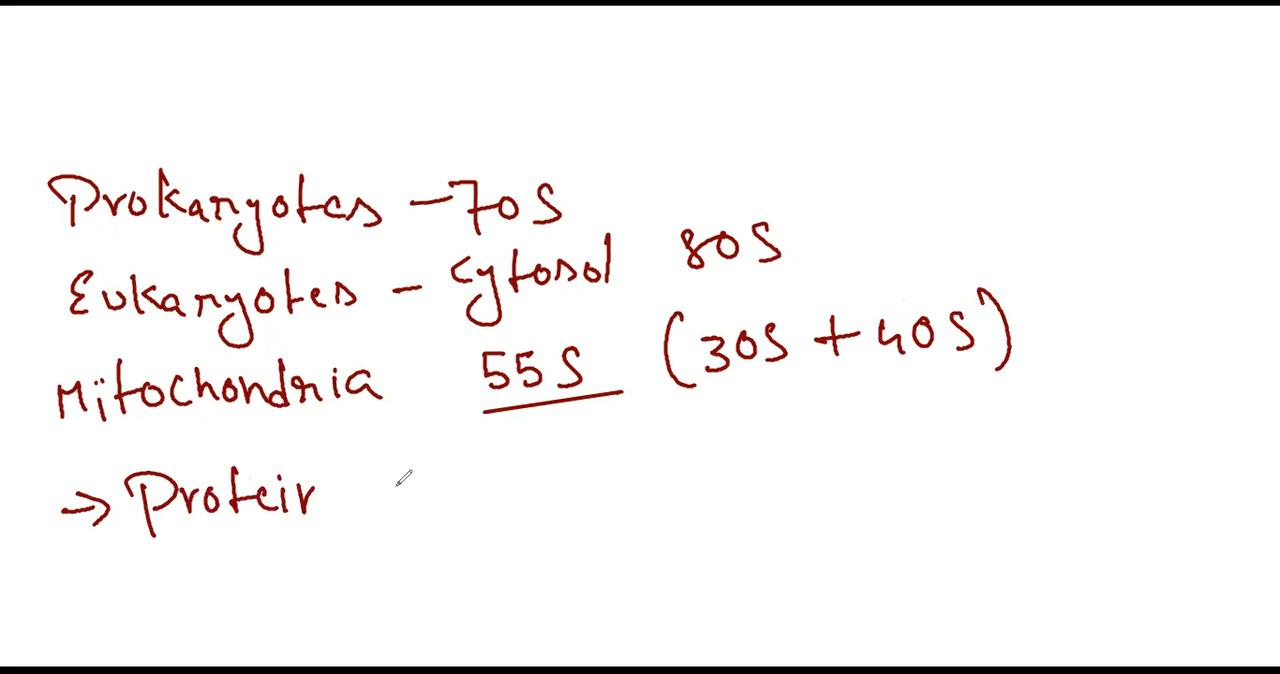 Prokaryotes - 70S
Eukaryotes - Cytosol 80S
Mitochondria 55S (30S + 40S)
→ Protein